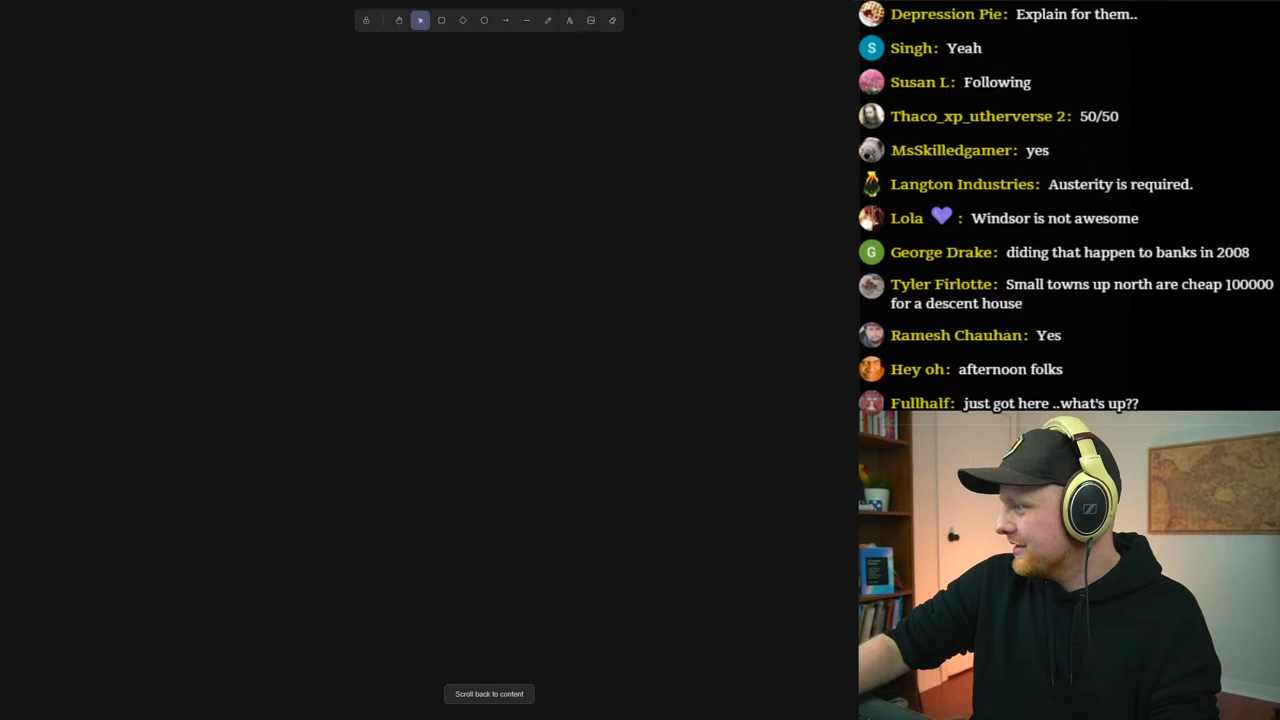 Depression Pie: Explain for them..
S Singh: Yeah
Susan L: Following
Thaco_xp_utherverse 2: 50/50
MsSkilledgamer: yes
Langton Industries: Austerity is required.
Lola 💜 : Windsor is not awesome
G George Drake: diding that happen to banks in 2008
Tyler Firlotte: Small towns up north are cheap 100000
for a descent house
Ramesh Chauhan: Yes
Hey oh: afternoon folks
Fullhalf: just got here ..what's up??
A
Scroll back to content